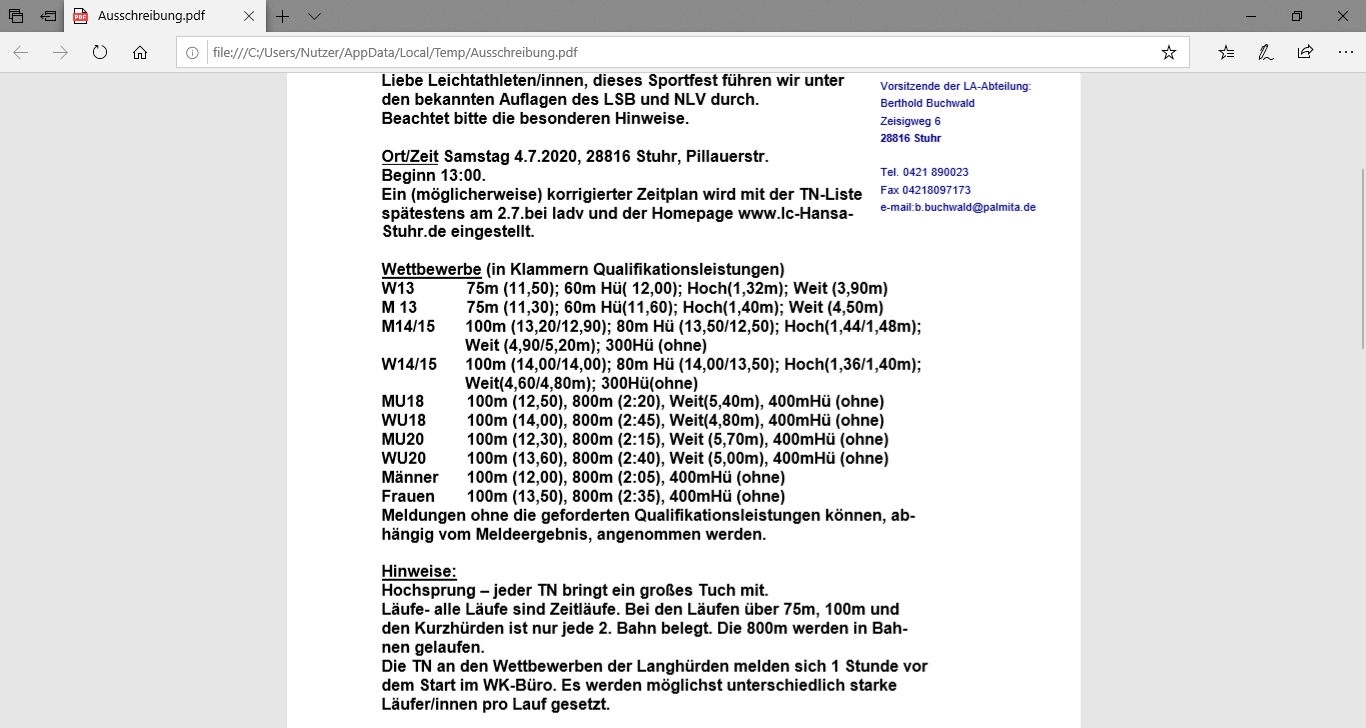 Ausschreibung.pdf
file:///C:/Users/Nutzer/AppData/Local/Temp/Ausschreibung.pdf
Liebe Leichtathleten/innen, dieses Sportfest führen wir unter
den bekannten Auflagen des LSB und NLV durch.
Beachtet bitte die besonderen Hinweise.
Vorsitzende der LA-Abteilung:
Berthold Buchwald
Zeisigweg 6
28816 Stuhr
Tel. 0421 890023
Fax 04218097173
e-mail:b.buchwald@palmita.de
Ort/Zeit Samstag 4.7.2020, 28816 Stuhr, Pillauerstr.
Beginn 13:00.
Ein (möglicherweise) korrigierter Zeitplan wird mit der TN-Liste
spätestens am 2.7.bei ladv und der Homepage www.lc-Hansa-
Stuhr.de eingestellt.
Wettbewerbe (in Klammern Qualifikationsleistungen)
W13 75m (11,50); 60m Hü( 12,00); Hoch(1,32m); Weit (3,90m)
M 13 75m (11,30); 60m Hü(11,60); Hoch(1,40m); Weit (4,50m)
M14/15 100m (13,20/12,90); 80m Hü (13,50/12,50); Hoch(1,44/1,48m);
Weit (4,90/5,20m); 300Hü (ohne)
W14/15 100m (14,00/14,00); 80m Hü (14,00/13,50); Hoch(1,36/1,40m);
Weit(4,60/4,80m); 300Hü(ohne)
MU18 100m (12,50), 800m (2:20), Weit(5,40m), 400mHü (ohne)
WU18 100m (14,00), 800m (2:45), Weit(4,80m), 400mHü (ohne)
MU20 100m (12,30), 800m (2:15), Weit (5,70m), 400mHü (ohne)
WU20 100m (13,60), 800m (2:40), Weit (5,00m), 400mHü (ohne)
Männer 100m (12,00), 800m (2:05), 400mHü (ohne)
Frauen 100m (13,50), 800m (2:35), 400mHü (ohne)
Meldungen ohne die geforderten Qualifikationsleistungen können, ab-
hängig vom Meldeergebnis, angenommen werden.
Hinweise:
Hochsprung – jeder TN bringt ein großes Tuch mit.
Läufe- alle Läufe sind Zeitläufe. Bei den Läufen über 75m, 100m und
den Kurzhürden ist nur jede 2. Bahn belegt. Die 800m werden in Bah-
nen gelaufen.
Die TN an den Wettbewerben der Langhürden melden sich 1 Stunde vor
dem Start im WK-Büro. Es werden möglichst unterschiedlich starke
Läufer/innen pro Lauf gesetzt.